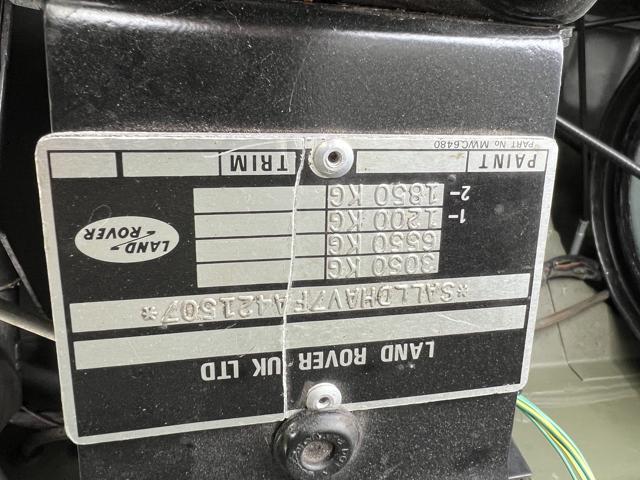 LAND ROVER UK LTD
*SALLDHAV7FA421507*
3050 KG
6550 KG
1- 1200 KG
2- 1850 KG
LAND
ROVER
PAINT TRIM
PART No MWC6480